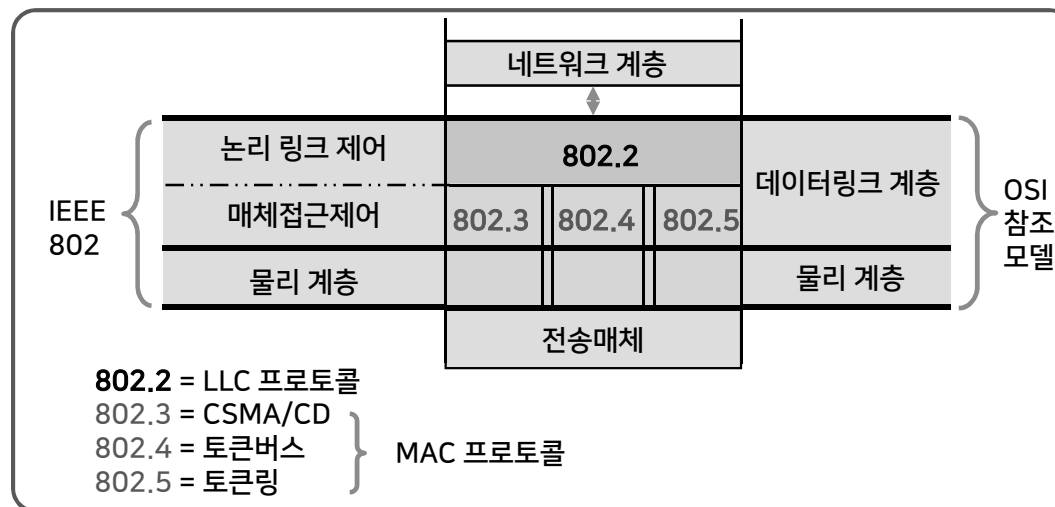 네트워크 계층
논리 링크 제어
802.2
데이터링크 계층
IEEE
802
매체접근제어
802.3
802.4
802.5
OSI
참조
모델
물리 계층
물리 계층
전송매체
802.2 = LLC 프로토콜
802.3 = CSMA/CD
802.4 = 토큰버스
802.5 = 토큰링
MAC 프로토콜